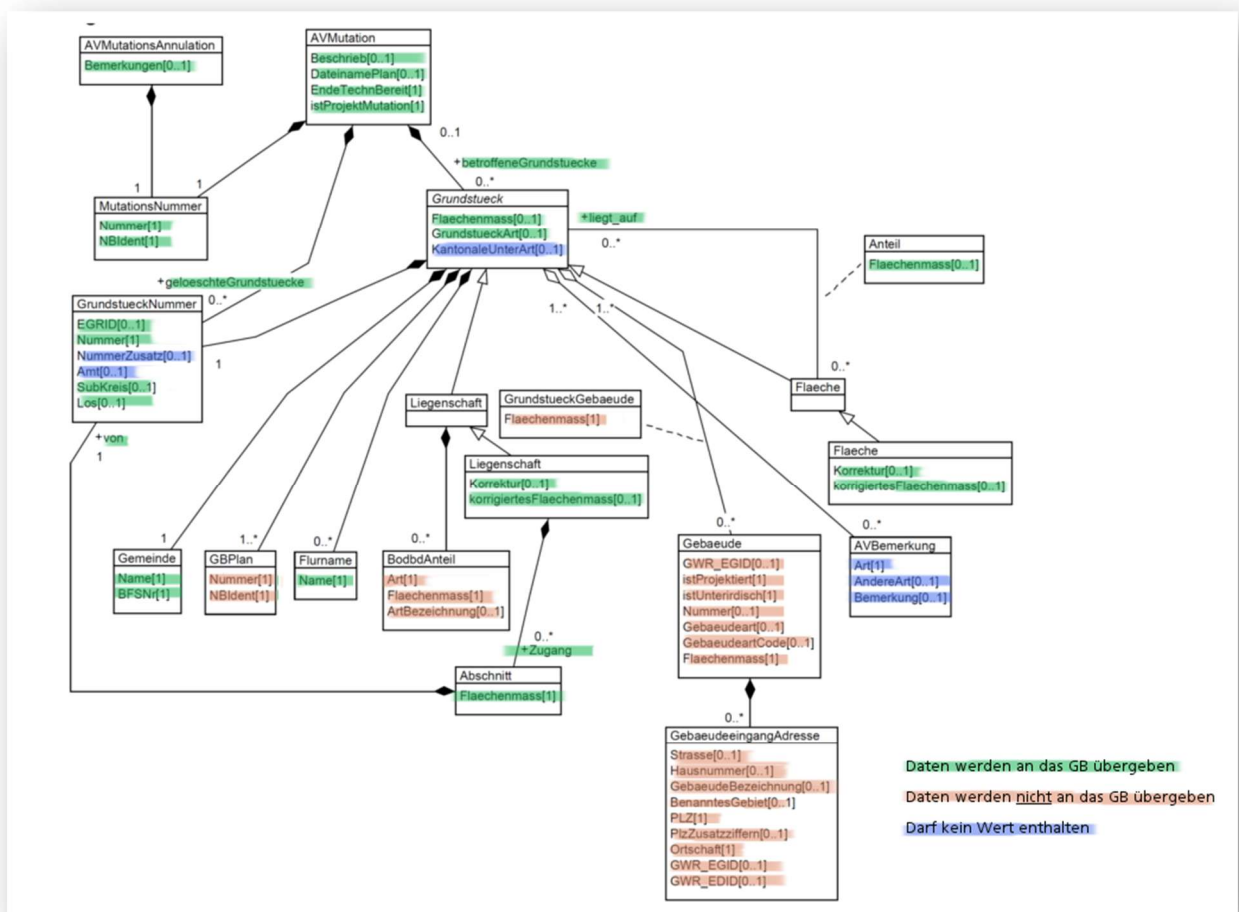 AVMutationsAnnulation
Bemerkungen[0..1]
AVMutation
Beschrieb[0..1]
DateinamePlan[0..1]
EndeTechnBereit[1]
istProjektMutation[1]
0..1
+betroffeneGrundstuecke
0..*
1
1
MutationsNummer
Nummer[1]
NBIdent[1]
Grundstueck
Flaechenmass[0..1]
GrundstueckArt[0..1]
KantonaleUnterArt[0..1]
+liegt_auf
0..*
Anteil
Flaechenmass[0..1]
+geloeschteGrundstuecke
0..*
GrundstueckNummer
EGRID[0..1]
Nummer[1]
NummerZusatz[0..1]
Amt[0..1]
SubKreis[0..1]
Los[0..1]
1
1..*
1..*
0..*
Flaeche
+von
1
Liegenschaft
GrundstueckGebaeude
Flaechenmass[1]
Liegenschaft
Korrektur[0..1]
korrigiertesFlaechenmass[0..1]
Flaeche
Korrektur[0..1]
korrigiertesFlaechenmass[0..1]
1
1..*
0..*
0..*
0..*
0..*
Gemeinde
Name[1]
BFSNr[1]
GBPlan
Nummer[1]
NBIdent[1]
Flurname
Name[1]
BodbdAnteil
Art[1]
Flaechenmass[1]
ArtBezeichnung[0..1]
Gebaeude
GWR_EGID[0..1]
istProjektiert[1]
istUnterirdisch[1]
Nummer[0..1]
Gebaeudeart[0..1]
GebaeudeartCode[0..1]
Flaechenmass[1]
AVBemerkung
Art[1]
AndereArt[0..1]
Bemerkung[0..1]
0..*
+Zugang
Abschnitt
Flaechenmass[1]
0..*
GebaeudeeingangAdresse
Strasse[0..1]
Hausnummer[0..1]
GebaeudeBezeichnung[0..1]
BenanntesGebiet[0..1]
PLZ[1]
PlzZusatzziffern[0..1]
Ortschaft[1]
GWR_EGID[0..1]
GWR_EDID[0..1]
Daten werden an das GB übergeben
Daten werden nicht an das GB übergeben
Darf kein Wert enthalten